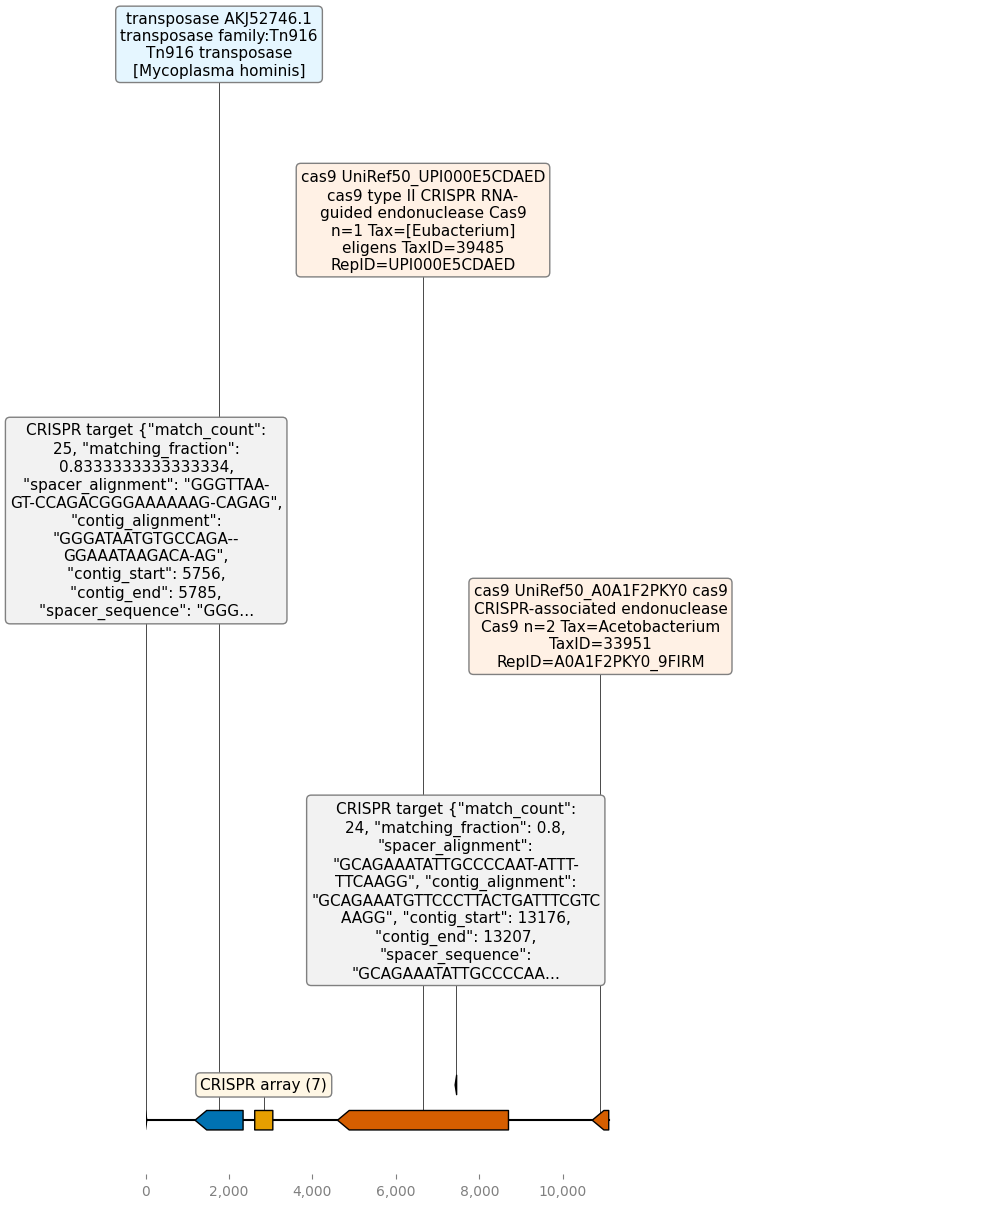 transposase AKJ52746.1
transposase family:Tn916
Tn916 transposase
[Mycoplasma hominis]
cas9 UniRef50_UPI000E5CDAED
cas9 type II CRISPR RNA-
guided endonuclease Cas9
n=1 Tax=[Eubacterium]
eligens TaxID=39485
RepID=UPI000E5CDAED
CRISPR target {"match_count":
25, "matching_fraction":
0.8333333333333334,
"spacer_alignment": "GGGTTAA-
GT-CCAGACGGGAAAAAAG-CAGAG",
"contig_alignment":
"GGGATAATGTGCCAGA--
GGAAATAAGACA-AG",
"contig_start": 5756,
"contig_end": 5785,
"spacer_sequence": "GGG...
cas9 UniRef50_A0A1F2PKY0 cas9
CRISPR-associated endonuclease
Cas9 n=2 Tax=Acetobacterium
TaxID=33951
RepID=A0A1F2PKY0_9FIRM
CRISPR target {"match_count":
24, "matching_fraction": 0.8,
"spacer_alignment":
"GCAGAAATATTGCCCCAAT-ATTT-
TTCAAGG", "contig_alignment":
"GCAGAAATGTTCCCTTACTGATTTCGTC
AAGG", "contig_start": 13176,
"contig_end": 13207,
"spacer_sequence":
"GCAGAAATATTGCCCCAA...
CRISPR array (7)
0
2,000
4,000
6,000
8,000
10,000